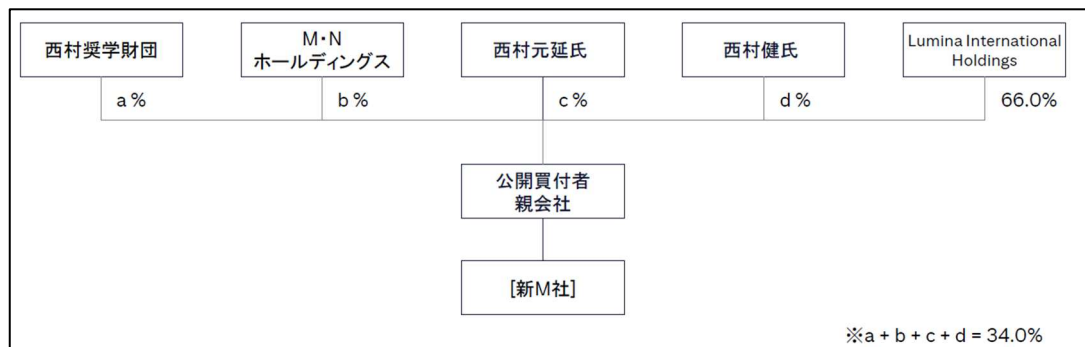 西村奨学財団
M・N
ホールディングス
西村元延氏
西村健氏
Lumina International
Holdings
a %
b %
c %
d %
66.0%
公開買付者
親会社
[新M社]
※a + b + c + d = 34.0%